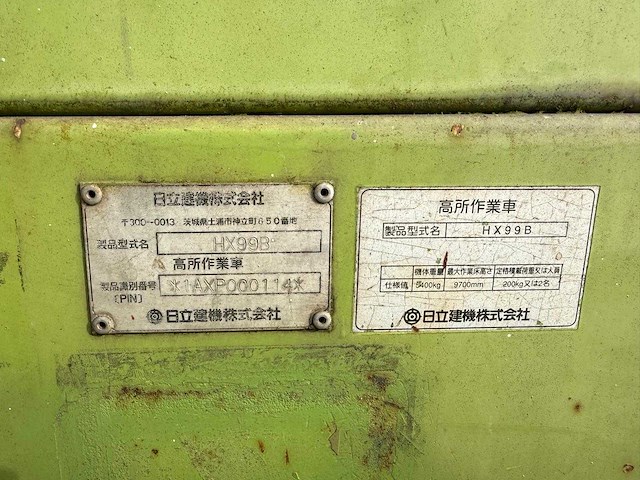 日立建機株式会社
〒300-0013 茨城県土浦市神立町650番地
製品型式名 HX99B
高所作業車
製品識別番号 *1AXP000114*
〔PIN〕
日立建機株式会社
高所作業車
製品型式名 HX99B
機体重量 最大作業床高さ 定格積載荷重又は人員
仕様値 5400kg 9700mm 200kg又は2名
日立建機株式会社